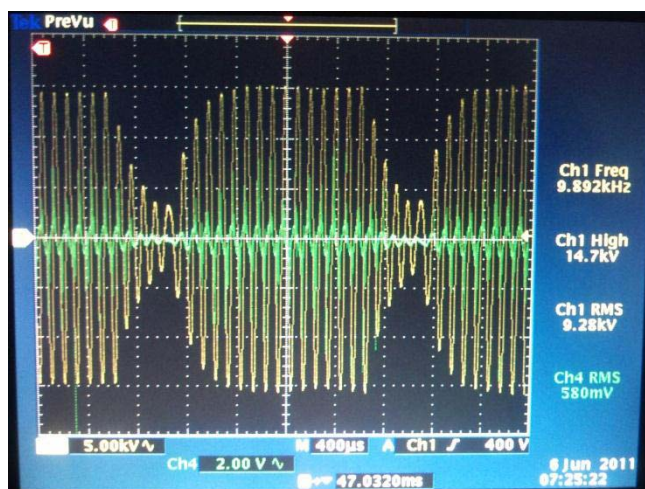 Tek PreVu
T
Ch1 Freq
9.892kHz
Ch1 High
14.7kV
Ch1 RMS
9.28kV
Ch4 RMS
580mV
5.00kV∿ M 400µs A Ch1 400 V
Ch4 2.00 V∿
47.0320ms
6 Jun 2011
07:25:22